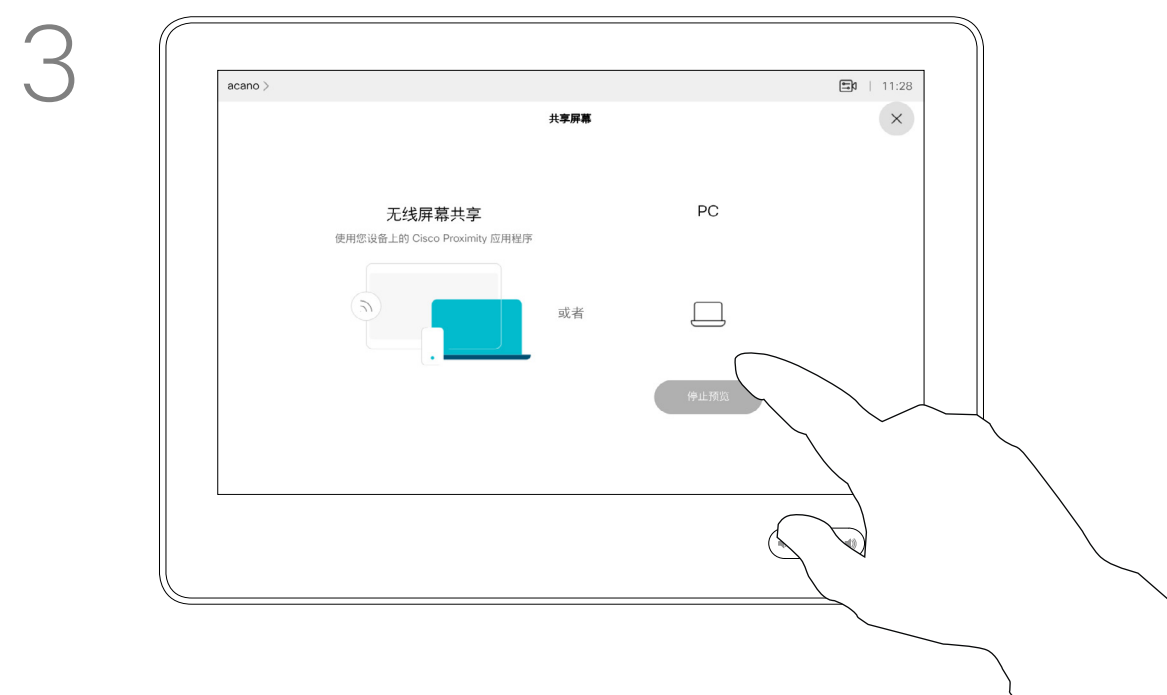 3
acano >
| 11:28
共享屏幕
无线屏幕共享
使用您设备上的 Cisco Proximity 应用程序
或者
PC
停止预览